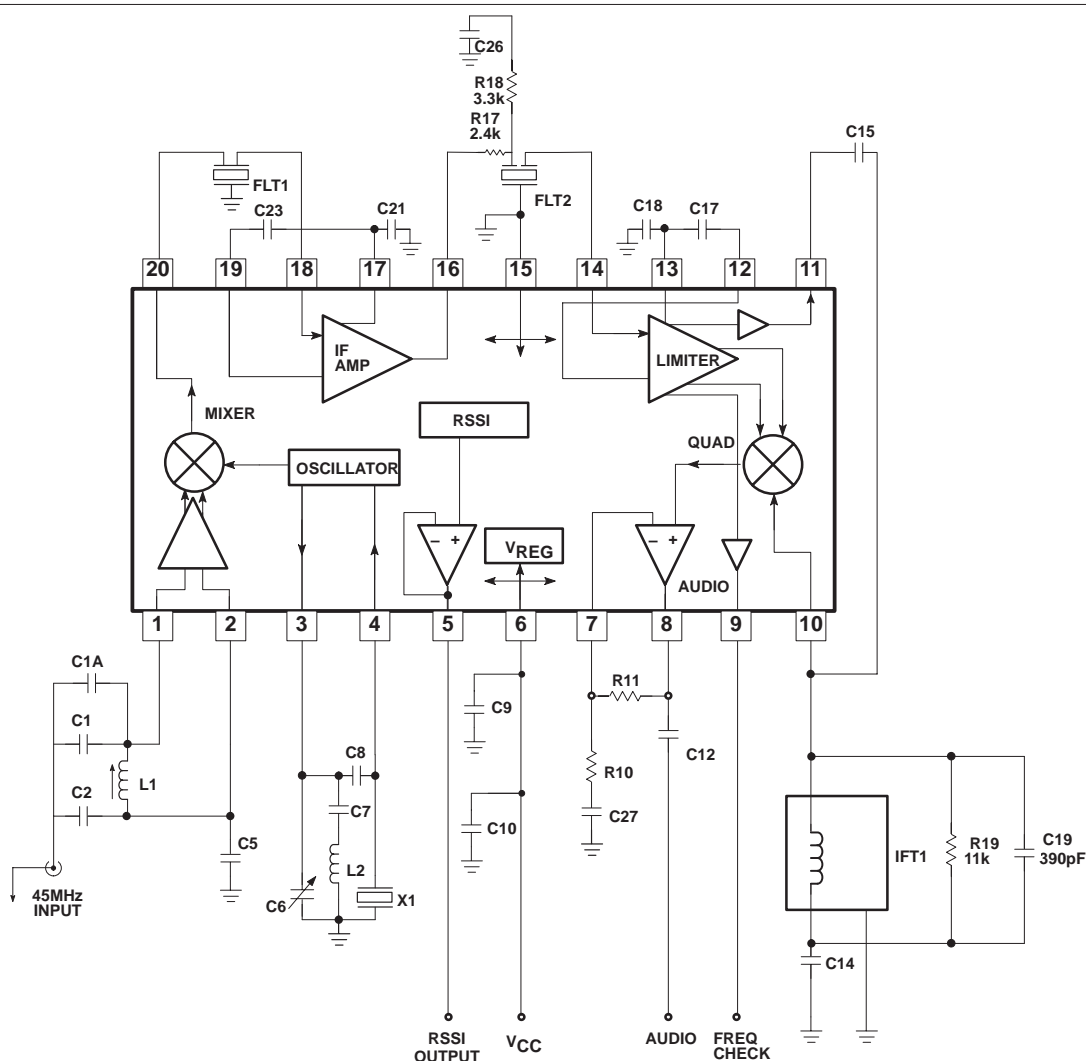 C26
R18
3.3k
R17
2.4k
C15
FLT1
FLT2
C23
C21
C18
C17
20
19
18
17
16
15
14
13
12
11
IF
AMP
LIMITER
MIXER
RSSI
QUAD
OSCILLATOR
– +
VREG
– +
AUDIO
1
2
3
4
5
6
7
8
9
10
C1A
C1
C2
L1
C5
45MHz
INPUT
C8
C7
L2
C6
X1
C9
C10
R11
R10
C27
C12
IFT1
R19
11k
C19
390pF
C14
RSSI
OUTPUT
VCC
AUDIO
FREQ
CHECK